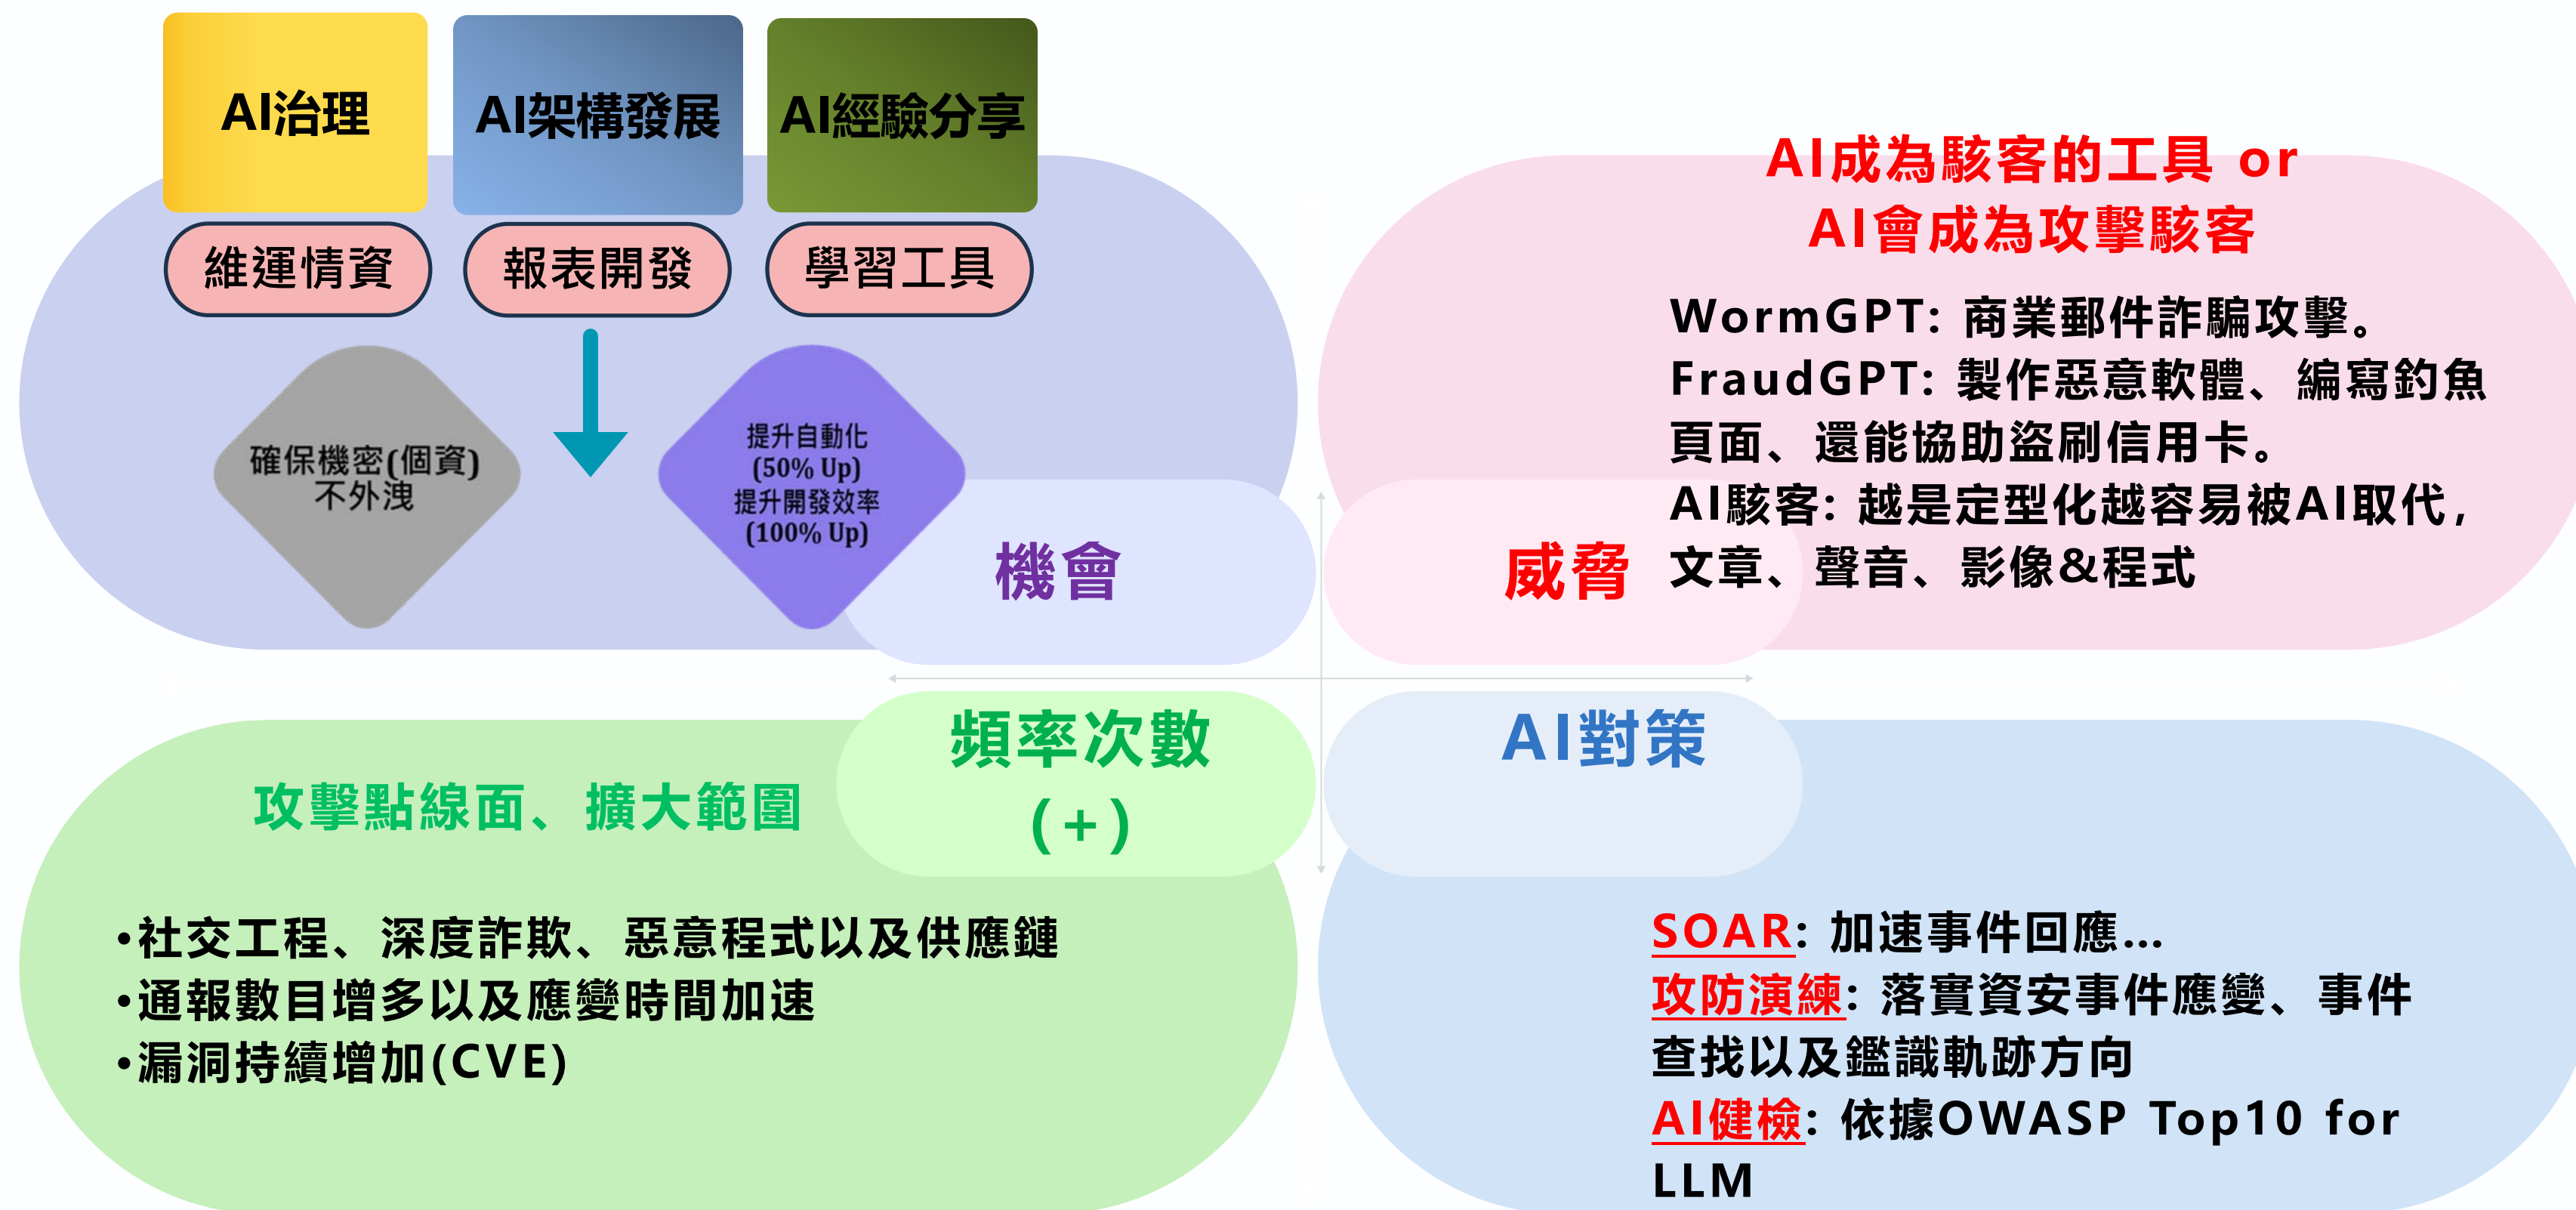 AI治理
AI架構發展
AI經驗分享
維運情資
報表開發
學習工具
確保機密(個資)
不外洩
提升自動化
(50% Up)
提升開發效率
(100% Up)
機會
AI成為駭客的工具 or
AI會成為攻擊駭客
WormGPT: 商業郵件詐騙攻擊。
FraudGPT: 製作惡意軟體、編寫釣魚
頁面、還能協助盜刷信用卡。
AI駭客: 越是定型化越容易被AI取代,
文章、聲音、影像&程式
威脅
頻率次數
(+)
攻擊點線面、擴大範圍
•社交工程、深度詐欺、惡意程式以及供應鏈
•通報數目增多以及應變時間加速
•漏洞持續增加(CVE)
AI對策
SOAR: 加速事件回應...
攻防演練: 落實資安事件應變、事件
查找以及鑑識軌跡方向
AI健檢: 依據OWASP Top10 for
LLM